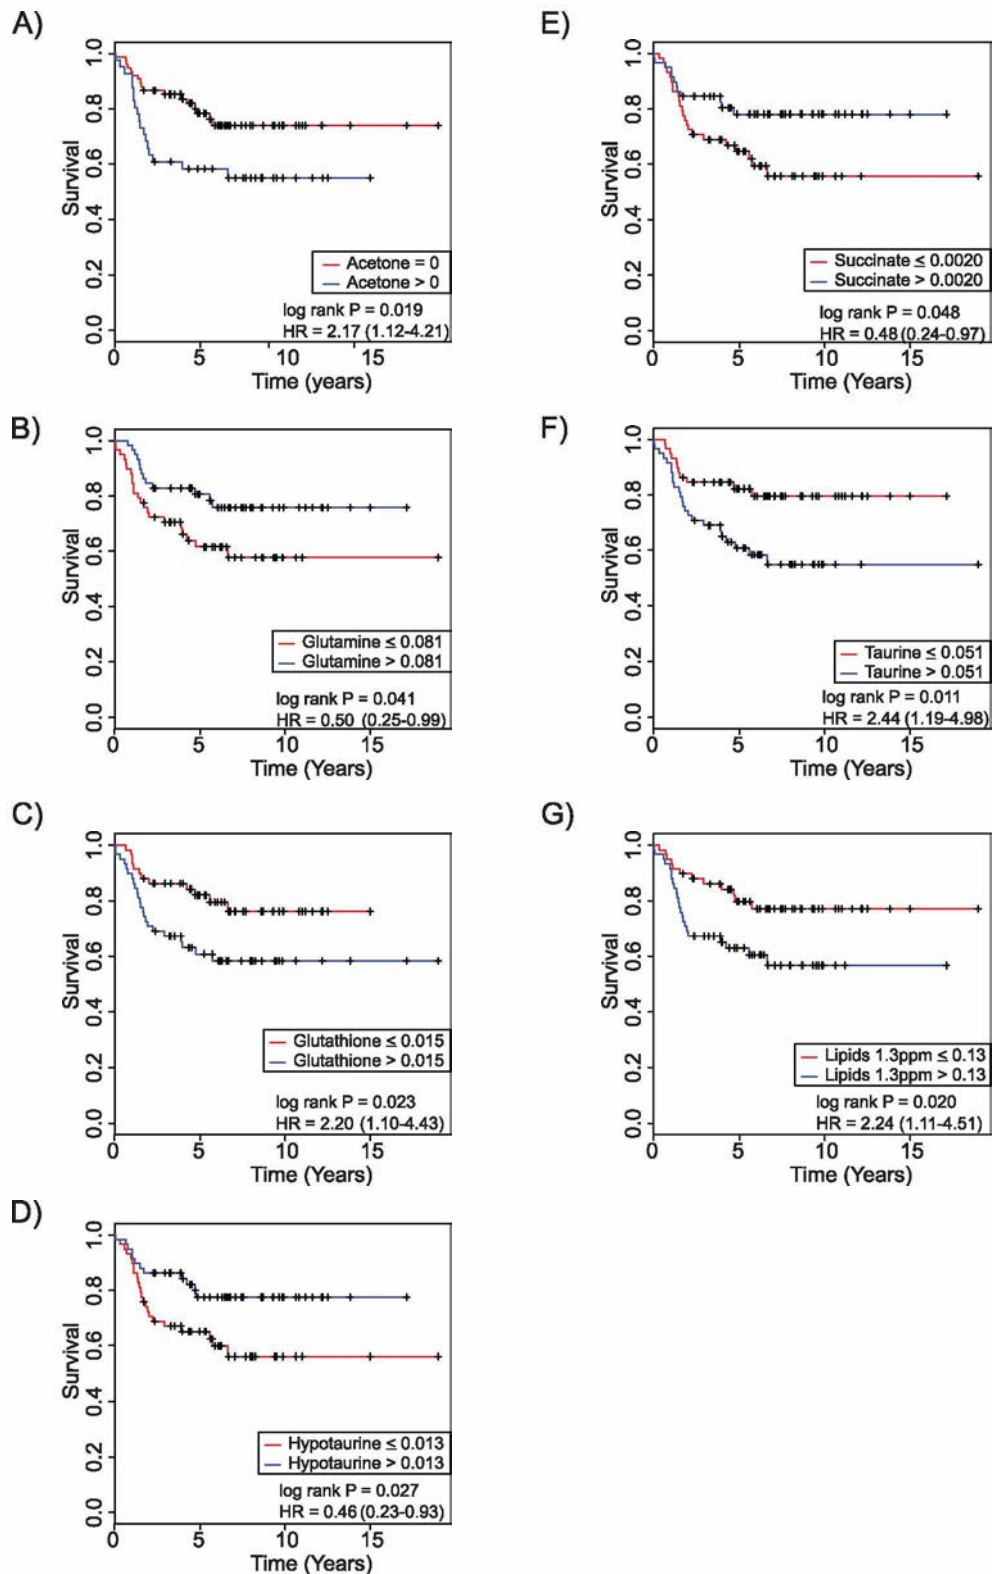 A)
1.0
0.8
0.6
0.4
0.2
0.0
Survival
Acetone = 0
Acetone > 0
log rank P = 0.019
HR = 2.17 (1.12-4.21)
0 5 10 15
Time (years)
B)
1.0
0.8
0.6
0.4
0.2
0.0
Survival
Glutamine ≤ 0.081
Glutamine > 0.081
log rank P = 0.041
HR = 0.50 (0.25-0.99)
0 5 10 15
Time (Years)
C)
1.0
0.8
0.6
0.4
0.2
0.0
Survival
Glutathione ≤ 0.015
Glutathione > 0.015
log rank P = 0.023
HR = 2.20 (1.10-4.43)
0 5 10 15
Time (Years)
D)
1.0
0.8
0.6
0.4
0.2
0.0
Survival
Hypotaurine ≤ 0.013
Hypotaurine > 0.013
log rank P = 0.027
HR = 0.46 (0.23-0.93)
0 5 10 15
Time (Years)
E)
1.0
0.8
0.6
0.4
0.2
0.0
Survival
Succinate ≤ 0.0020
Succinate > 0.0020
log rank P = 0.048
HR = 0.48 (0.24-0.97)
0 5 10 15
Time (Years)
F)
1.0
0.8
0.6
0.4
0.2
0.0
Survival
Taurine ≤ 0.051
Taurine > 0.051
log rank P = 0.011
HR = 2.44 (1.19-4.98)
0 5 10 15
Time (Years)
G)
1.0
0.8
0.6
0.4
0.2
0.0
Survival
Lipids 1.3ppm ≤ 0.13
Lipids 1.3ppm > 0.13
log rank P = 0.020
HR = 2.24 (1.11-4.51)
0 5 10 15
Time (Years)